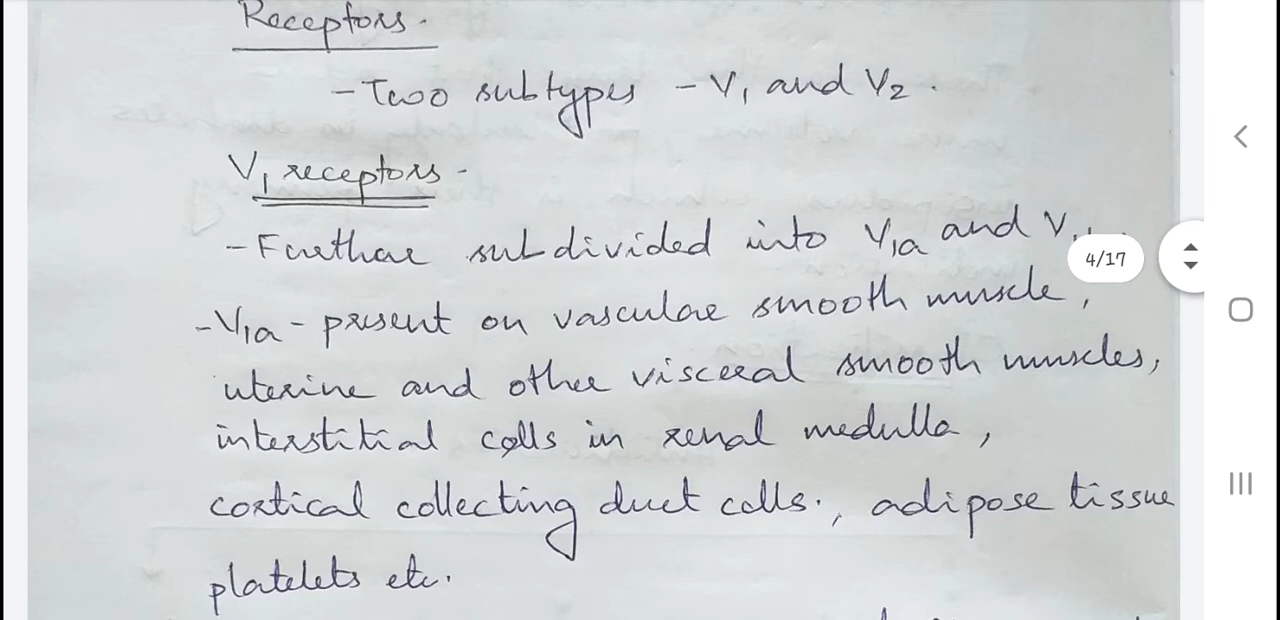 Receptors.
- Two subtypes - V1 and V2.
V1 receptors -
- Further subdivided into V1a and
4/17
- V1a - present on vascular smooth muscle,
uterine and other visceral smooth muscles,
interstitial cells in renal medulla,
cortical collecting duct cells., adipose tissue
platelets etc.